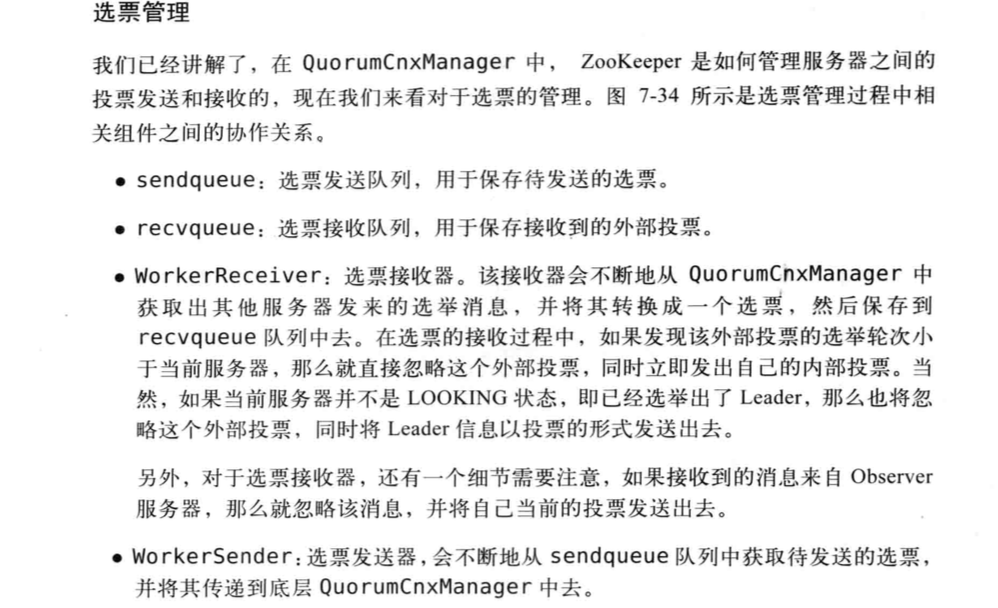 选票管理
我们已经讲解了，在 QuorumCnxManager 中， ZooKeeper 是如何管理服务器之间的
投票发送和接收的，现在我们来看对于选票的管理。图 7-34 所示是选票管理过程中相
关组件之间的协作关系。
● sendqueue：选票发送队列，用于保存待发送的选票。
● recvqueue：选票接收队列，用于保存接收到的外部投票。
● WorkerReceiver：选票接收器。该接收器会不断地从 QuorumCnxManager 中
获取出其他服务器发来的选举消息，并将其转换成一个选票，然后保存到
recvqueue 队列中去。在选票的接收过程中，如果发现该外部投票的选举轮次小
于当前服务器，那么就直接忽略这个外部投票，同时立即发出自己的内部投票。当
然，如果当前服务器并不是 LOOKING 状态，即已经选举出了 Leader，那么也将忽
略这个外部投票，同时将 Leader 信息以投票的形式发送出去。
另外，对于选票接收器，还有一个细节需要注意，如果接收到的消息来自 Observer
服务器，那么就忽略该消息，并将自己当前的投票发送出去。
● WorkerSender：选票发送器，会不断地从 sendqueue 队列中获取待发送的选票，
并将其传递到底层 QuorumCnxManager 中去。